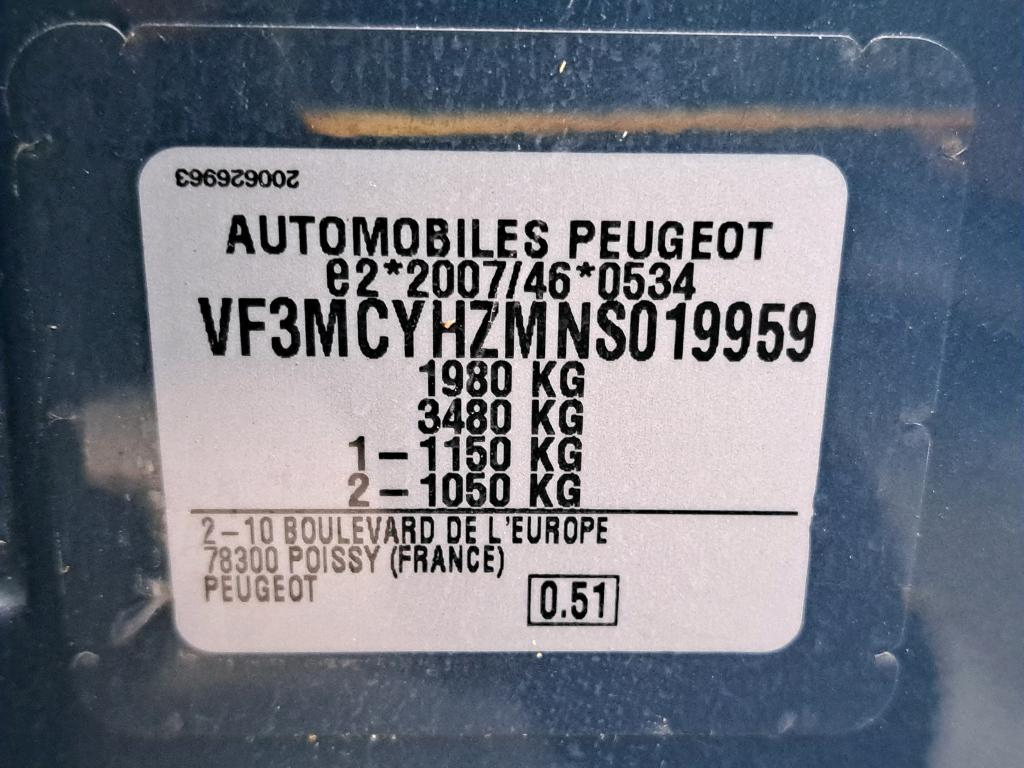 200626963
AUTOMOBILES PEUGEOT
e2*2007/46*0534
VF3MCYHZMNS019959
1980 KG
3480 KG
1-1150 KG
2-1050 KG
2-10 BOULEVARD DE L'EUROPE
78300 POISSY (FRANCE)
PEUGEOT
0.51